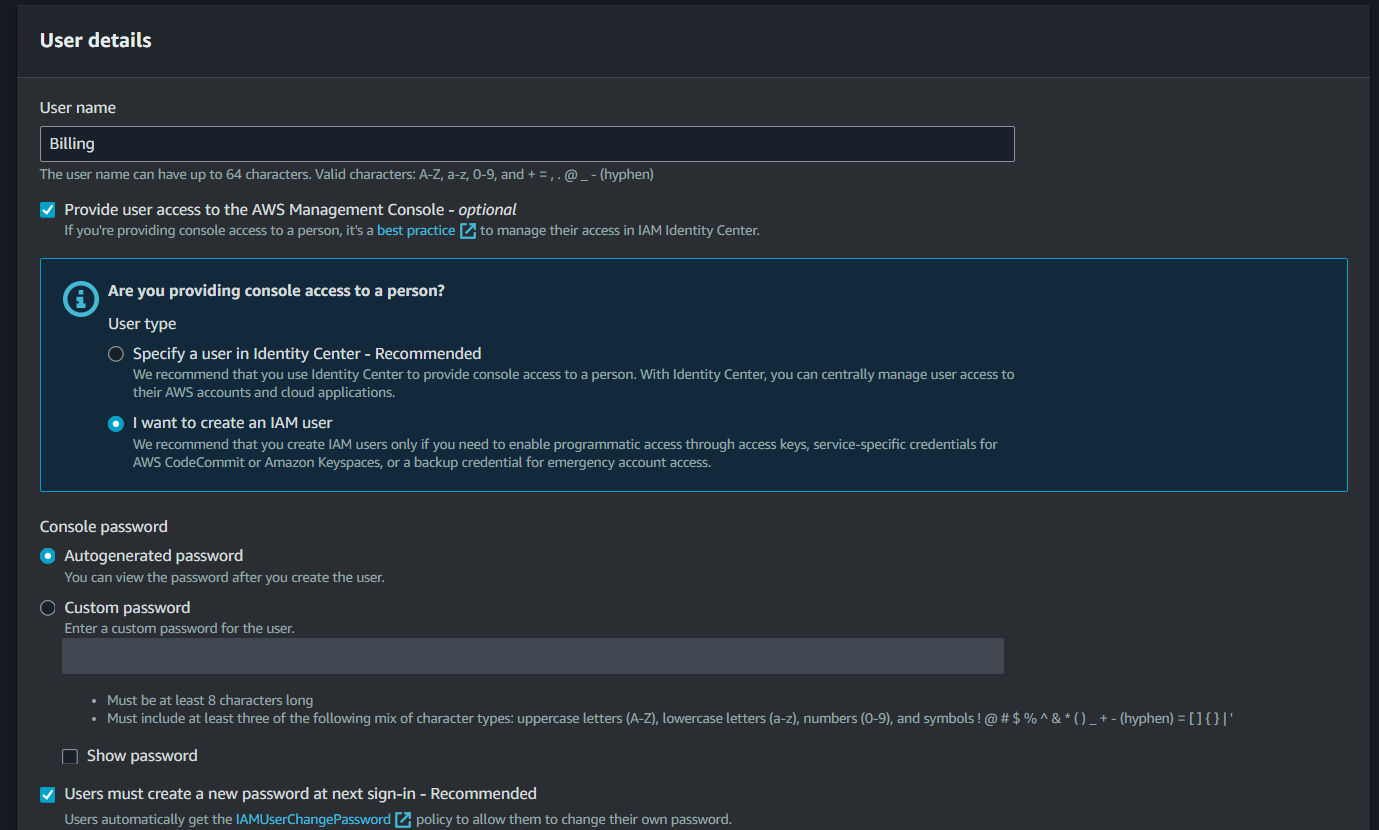 User details
User name
Billing
The user name can have up to 64 characters. Valid characters: A-Z, a-z, 0-9, and + = , . @ _ - (hyphen)
Provide user access to the AWS Management Console - optional
If you're providing console access to a person, it's a best practice to manage their access in IAM Identity Center.
Are you providing console access to a person?
User type
Specify a user in Identity Center - Recommended
We recommend that you use Identity Center to provide console access to a person. With Identity Center, you can centrally manage user access to
their AWS accounts and cloud applications.
I want to create an IAM user
We recommend that you create IAM users only if you need to enable programmatic access through access keys, service-specific credentials for
AWS CodeCommit or Amazon Keyspaces, or a backup credential for emergency account access.
Console password
Autogenerated password
You can view the password after you create the user.
Custom password
Enter a custom password for the user.
• Must be at least 8 characters long
• Must include at least three of the following mix of character types: uppercase letters (A-Z), lowercase letters (a-z), numbers (0-9), and symbols ! @ # $ % ^ & * ( ) _ + - (hyphen) = [ ] { } | '
Show password
Users must create a new password at next sign-in - Recommended
Users automatically get the IAMUserChangePassword policy to allow them to change their own password.